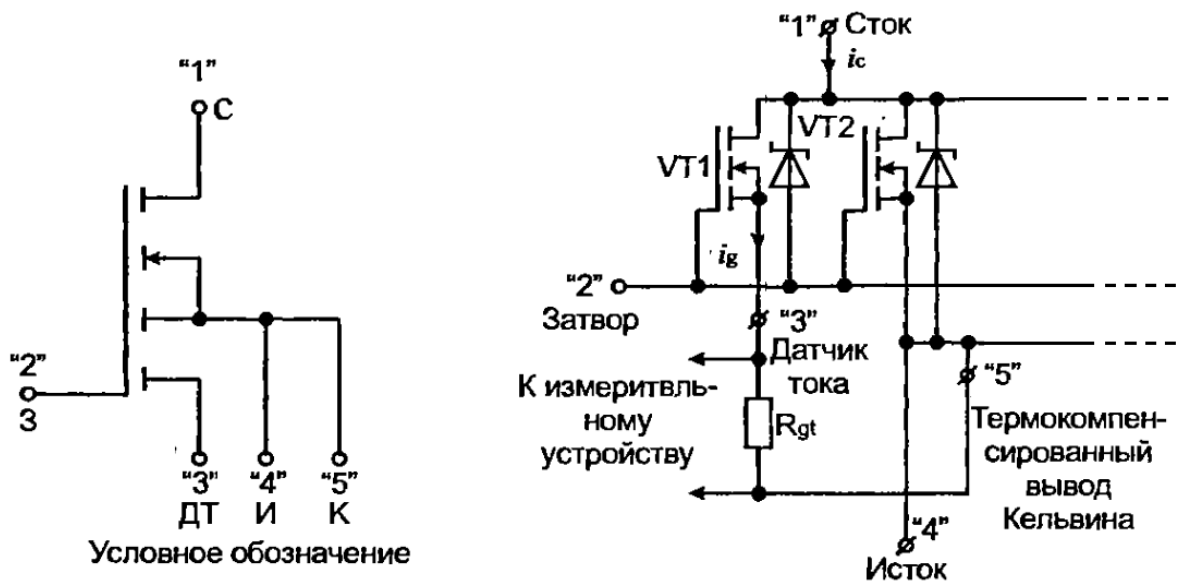 “1”
С
“2”
З
“3” “4” “5”
ДТ И К
Условное обозначение
“1” Сток
iс
VT1
VT2
ig
“2”
Затвор
“3”
Датчик
тока
К измеритвль-
ному
устройству
Rgt
“5”
Термокомпен-
сированный
вывод
Кельвина
“4”
Исток